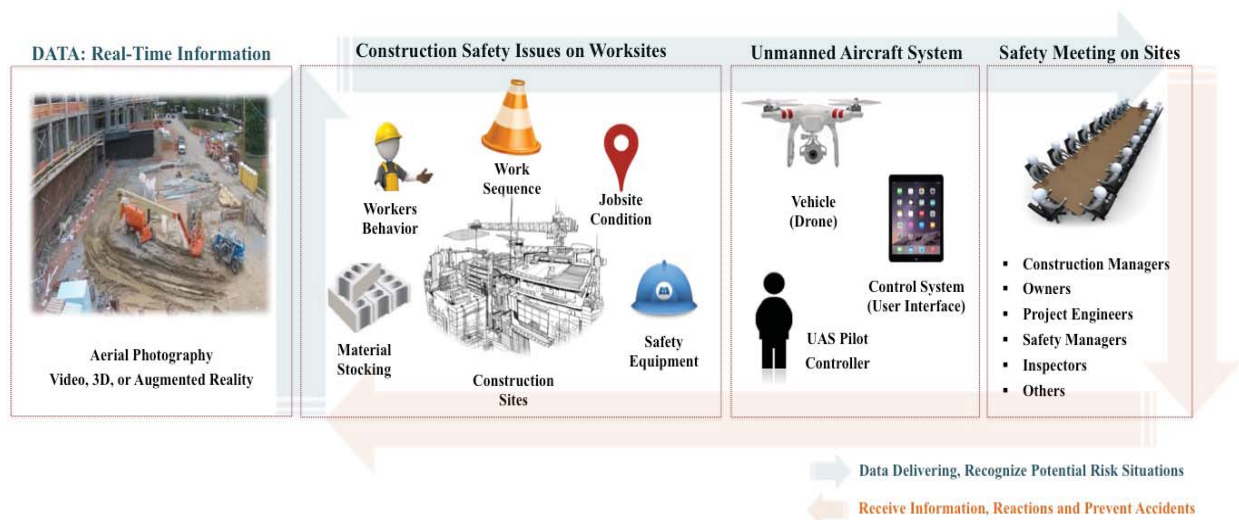 DATA: Real-Time Information
Aerial Photography
Video, 3D, or Augmented Reality
Construction Safety Issues on Worksites
Workers
Behavior
Work
Sequence
Jobsite
Condition
Material
Stocking
Construction
Sites
Safety
Equipment
Unmanned Aircraft System
Vehicle
(Drone)
Control System
(User Interface)
UAS Pilot
Controller
Safety Meeting on Sites
▪ Construction Managers
▪ Owners
▪ Project Engineers
▪ Safety Managers
▪ Inspectors
▪ Others
Data Delivering, Recognize Potential Risk Situations
Receive Information, Reactions and Prevent Accidents